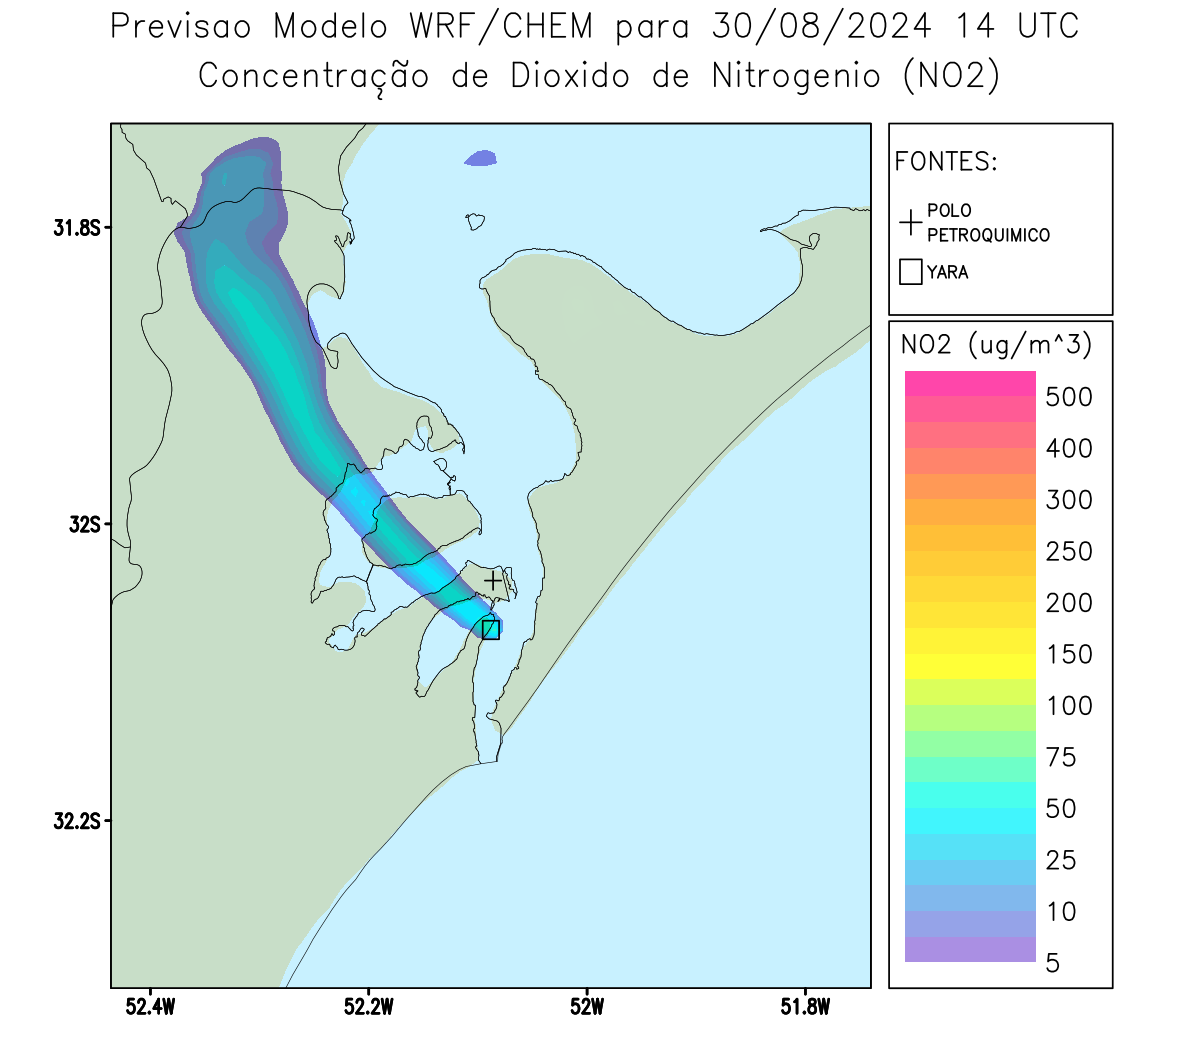 Previsao Modelo WRF/CHEM para 30/08/2024 14 UTC
Concentração de Dioxido de Nitrogenio (NO2)
FONTES:
POLO
PETROQUIMICO
YARA
31.8S
32S
32.2S
52.4W
52.2W
52W
51.8W
NO2 (ug/m^3)
500
400
300
250
200
150
100
75
50
25
10
5